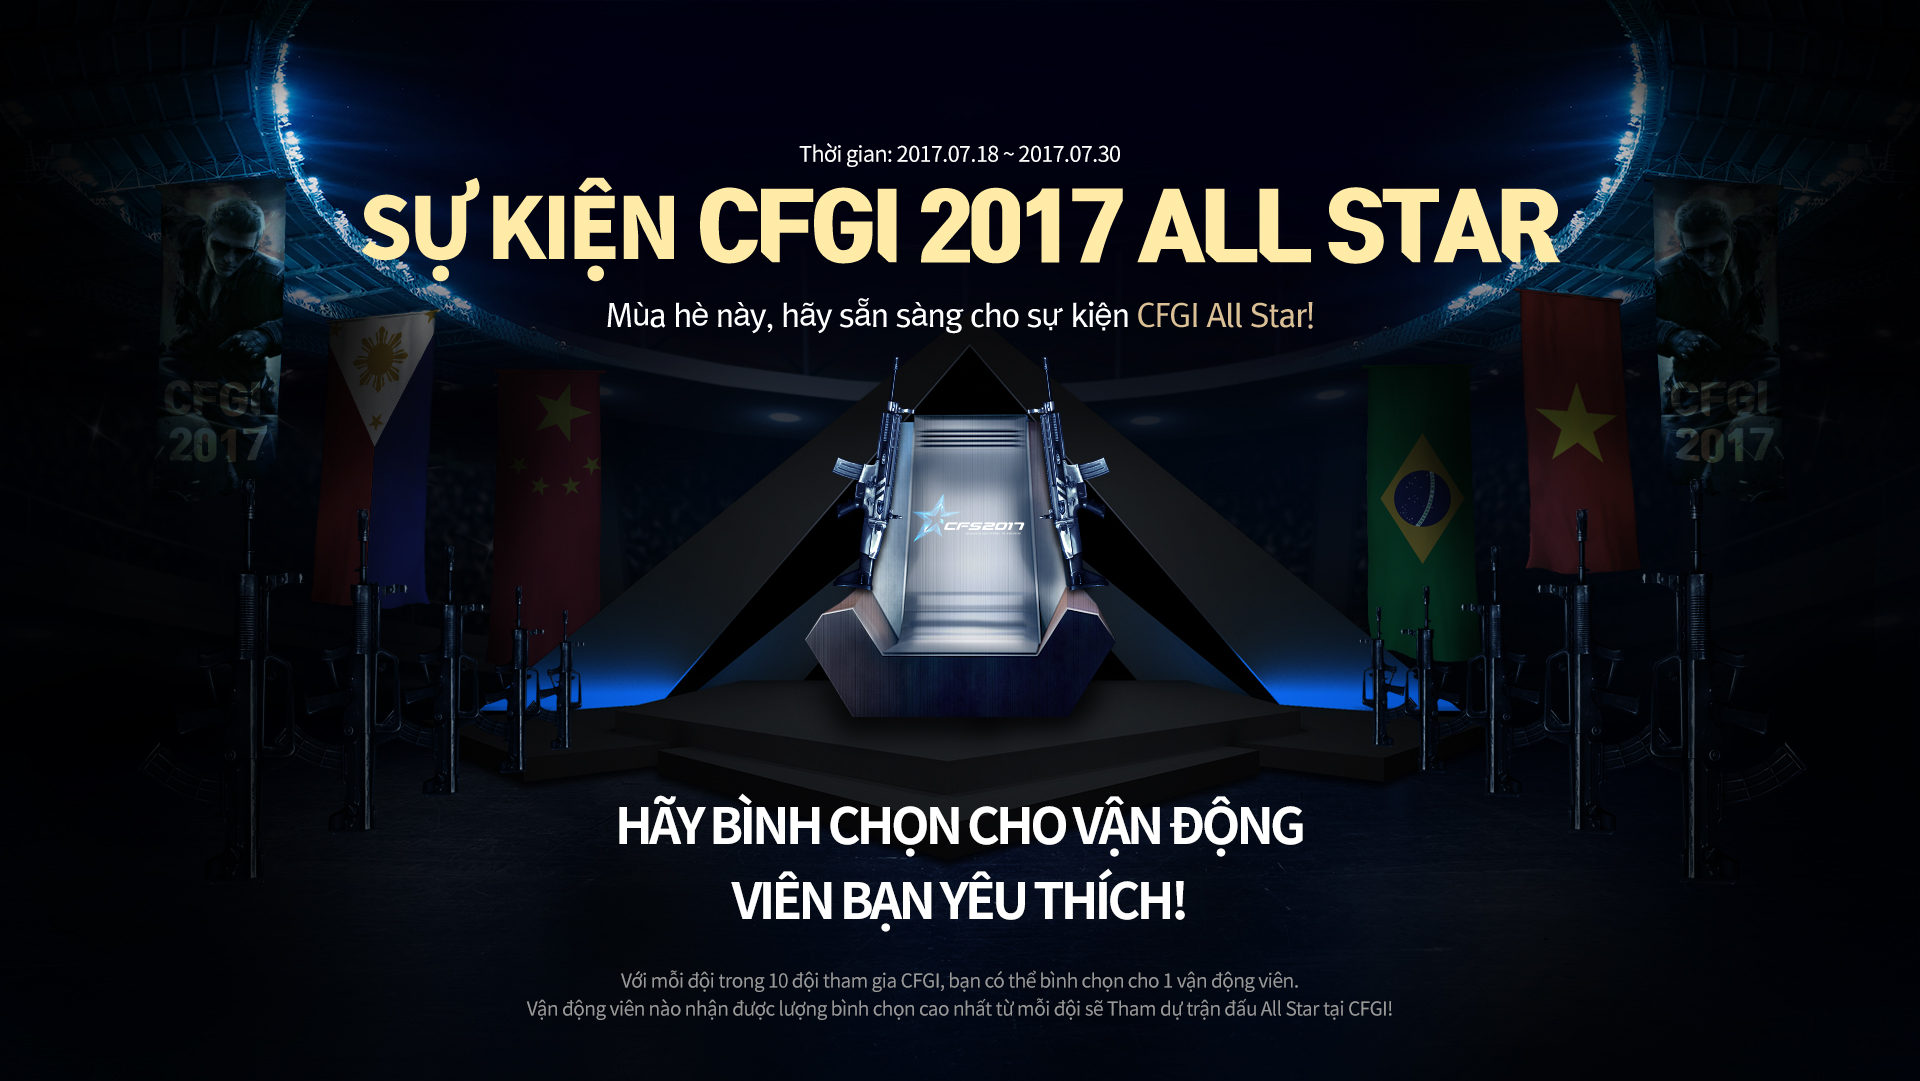 Thời gian: 2017.07.18 ~ 2017.07.30
SỰ KIỆN CFGI 2017 ALL STAR
Mùa hè này, hãy sẵn sàng cho sự kiện CFGI All Star!
CFGI
2017
CFGI
2017
CFS2017
HÃY BÌNH CHỌN CHO VẬN ĐỘNG
VIÊN BẠN YÊU THÍCH!
Với mỗi đội trong 10 đội tham gia CFGI, bạn có thể bình chọn cho 1 vận động viên.
Vận động viên nào nhận được lượng bình chọn cao nhất từ mỗi đội sẽ Tham dự trận đấu All Star tại CFGI!